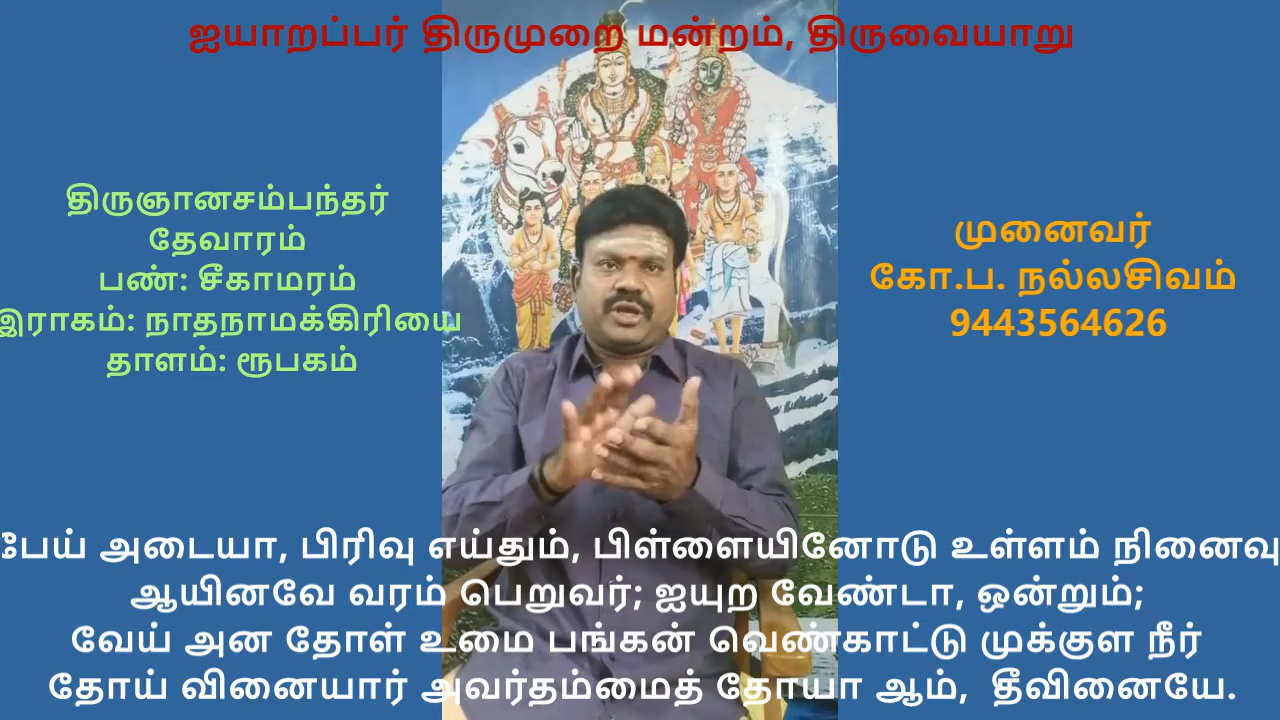 ஐயாறப்பர் திருமுறை மன்றம், திருவையாறு
திருஞானசம்பந்தர்
தேவாரம்
பண்: சீகாமரம்
இராகம்: நாதநாமக்கிரியை
தாளம்: ரூபகம்
முனைவர்
கோ.ப. நல்லசிவம்
9443564626
பேய் அடையா, பிரிவு எய்தும், பிள்ளையினோடு உள்ளம் நினைவு
ஆயினவே வரம் பெறுவர்; ஐயுற வேண்டா, ஒன்றும்;
வேய் அன தோள் உமை பங்கன் வெண்காட்டு முக்குள நீர்
தோய் வினையார் அவர்தம்மைத் தோயா ஆம், தீவினையே.